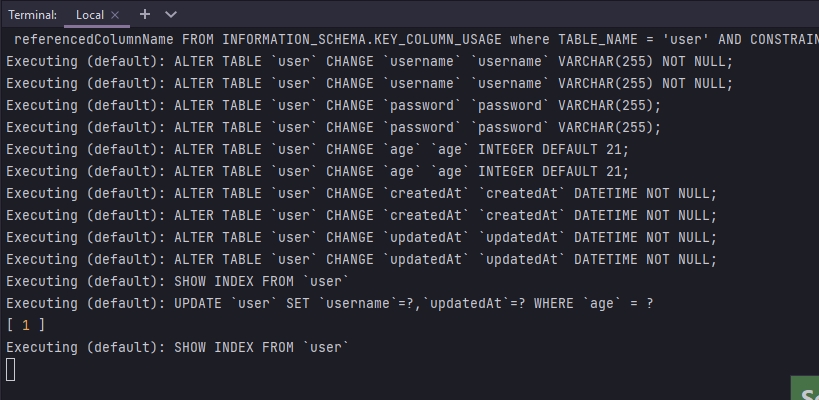 Terminal: Local × +
referencedColumnName FROM INFORMATION_SCHEMA.KEY_COLUMN_USAGE where TABLE_NAME = 'user' AND CONSTRAIN
Executing (default): ALTER TABLE `user` CHANGE `username` `username` VARCHAR(255) NOT NULL;
Executing (default): ALTER TABLE `user` CHANGE `username` `username` VARCHAR(255) NOT NULL;
Executing (default): ALTER TABLE `user` CHANGE `password` `password` VARCHAR(255);
Executing (default): ALTER TABLE `user` CHANGE `password` `password` VARCHAR(255);
Executing (default): ALTER TABLE `user` CHANGE `age` `age` INTEGER DEFAULT 21;
Executing (default): ALTER TABLE `user` CHANGE `age` `age` INTEGER DEFAULT 21;
Executing (default): ALTER TABLE `user` CHANGE `createdAt` `createdAt` DATETIME NOT NULL;
Executing (default): ALTER TABLE `user` CHANGE `createdAt` `createdAt` DATETIME NOT NULL;
Executing (default): ALTER TABLE `user` CHANGE `updatedAt` `updatedAt` DATETIME NOT NULL;
Executing (default): ALTER TABLE `user` CHANGE `updatedAt` `updatedAt` DATETIME NOT NULL;
Executing (default): SHOW INDEX FROM `user`
Executing (default): UPDATE `user` SET `username`=?,`updatedAt`=? WHERE `age` = ?
[ 1 ]
Executing (default): SHOW INDEX FROM `user`